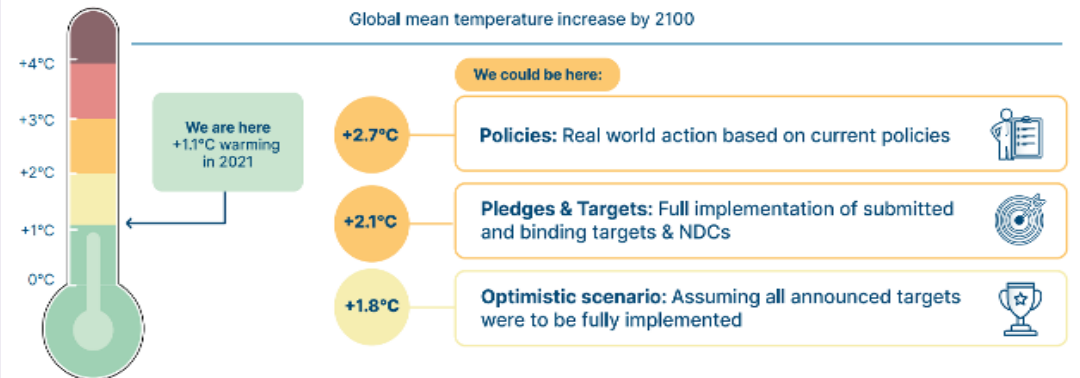 Global mean temperature increase by 2100
+4°C
+3°C
+2°C
+1°C
0°C
We are here
+1.1°C warming
in 2021
We could be here:
+2.7°C
Policies: Real world action based on current policies
+2.1°C
Pledges & Targets: Full implementation of submitted
and binding targets & NDCs
+1.8°C
Optimistic scenario: Assuming all announced targets
were to be fully implemented